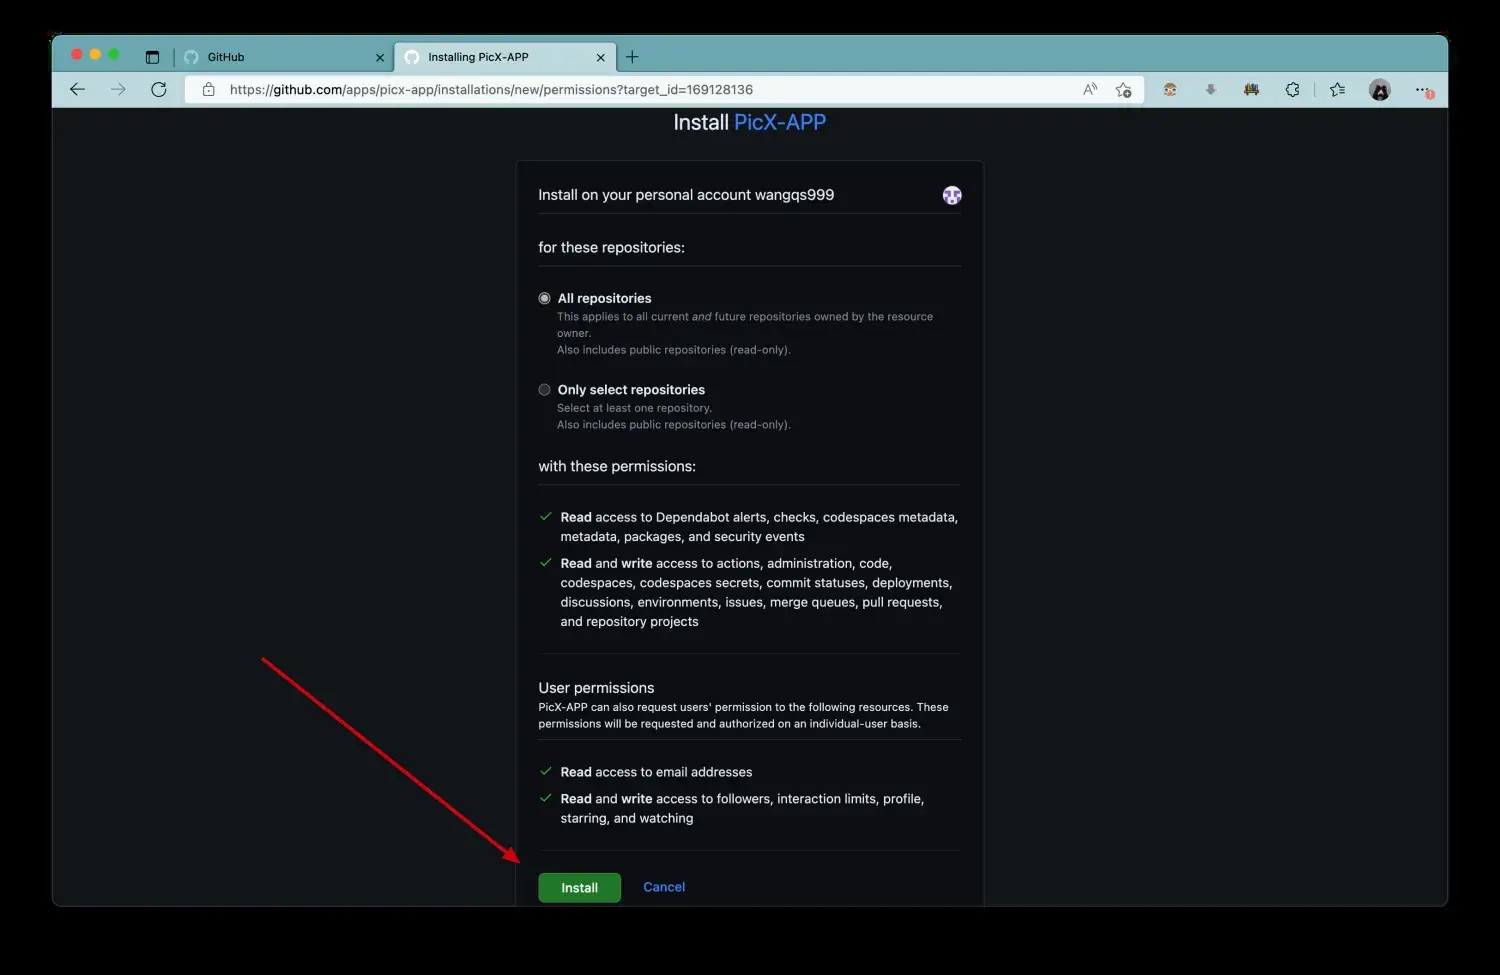 GitHub
Installing PicX-APP
https://github.com/apps/picx-app/installations/new/permissions?target_id=169128136
Install PicX-APP
Install on your personal account wangqs999
for these repositories:
All repositories
This applies to all current and future repositories owned by the resource
owner.
Also includes public repositories (read-only).
Only select repositories
Select at least one repository.
Also includes public repositories (read-only).
with these permissions:
Read access to Dependabot alerts, checks, codespaces metadata,
metadata, packages, and security events
Read and write access to actions, administration, code,
codespaces, codespaces secrets, commit statuses, deployments,
discussions, environments, issues, merge queues, pull requests,
and repository projects
User permissions
PicX-APP can also request users' permission to the following resources. These
permissions will be requested and authorized on an individual-user basis.
Read access to email addresses
Read and write access to followers, interaction limits, profile,
starring, and watching
Install Cancel